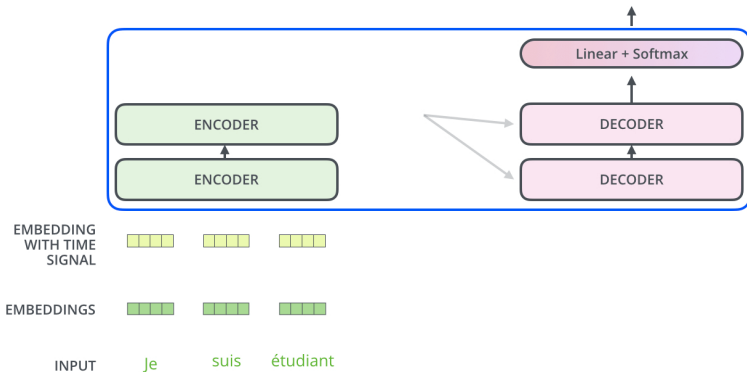 Linear + Softmax
ENCODER
DECODER
ENCODER
DECODER
EMBEDDING
WITH TIME
SIGNAL
EMBEDDINGS
INPUT
Je
suis
étudiant